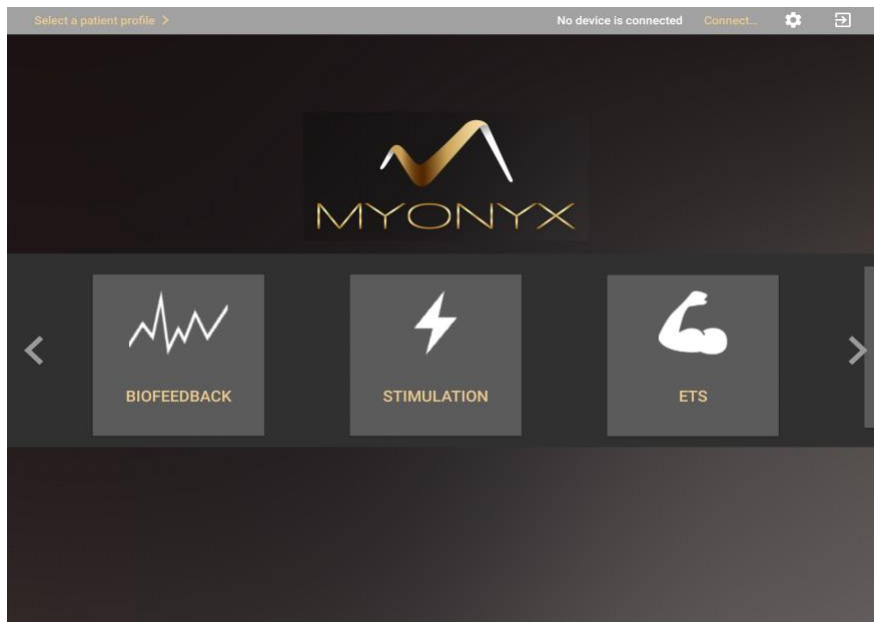 Select a patient profile >
No device is connected Connect...
MYONYX
BIOFEEDBACK
STIMULATION
ETS